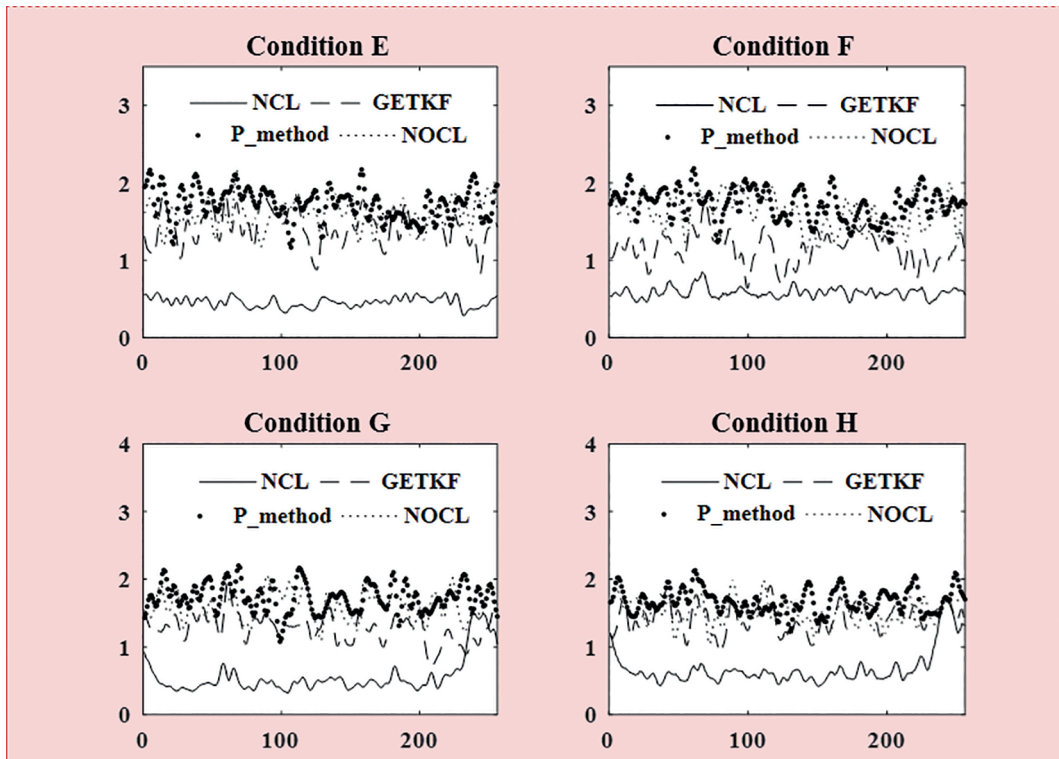 Condition E
3
2
1
0
NCL GETKF
P_method NOCL
0 100 200
Condition F
3
2
1
0
NCL GETKF
P_method NOCL
0 100 200
Condition G
4
3
2
1
0
NCL GETKF
P_method NOCL
0 100 200
Condition H
4
3
2
1
0
NCL GETKF
P_method NOCL
0 100 200